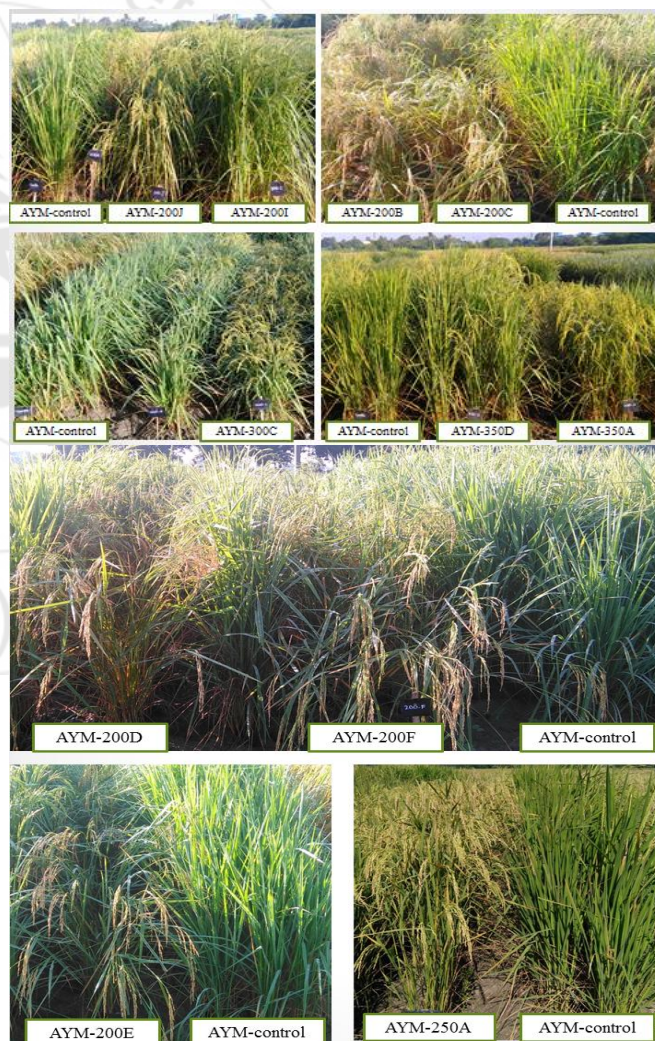 AYM-control AYM-200J AYM-200I
AYM-200B AYM-200C AYM-control
AYM-control AYM-300C
AYM-control AYM-350D AYM-350A
200-F
AYM-200D AYM-200F AYM-control
AYM-200E AYM-control
AYM-250A AYM-control